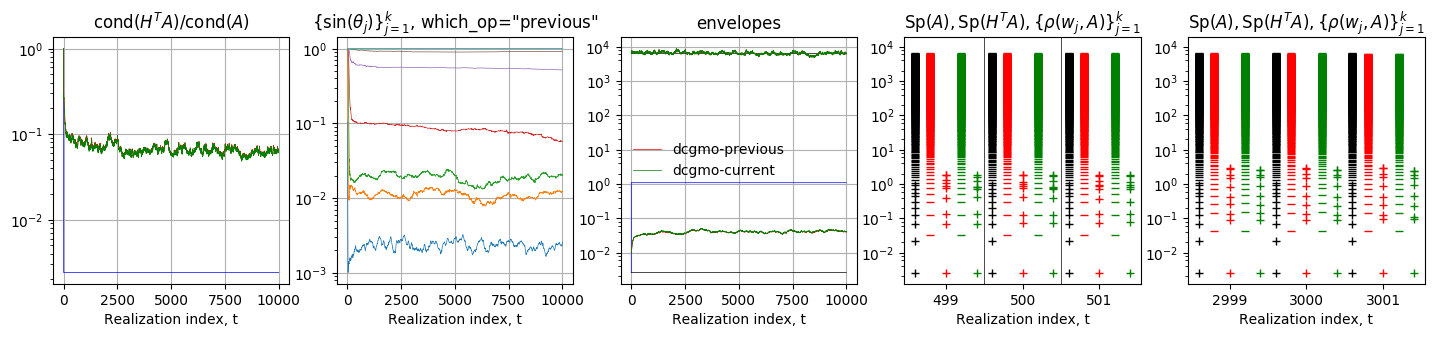 cond(H^T A)/cond(A)
10^0
10^{-1}
10^{-2}
0 2500 5000 7500 10000
Realization index, t
{sin(θ_j)}_{j=1}^k, which_op="previous"
10^0
10^{-1}
10^{-2}
10^{-3}
0 2500 5000 7500 10000
Realization index, t
envelopes
10^4
10^3
10^2
10^1
10^0
10^{-1}
10^{-2}
dcgmo-previous
dcgmo-current
0 2500 5000 7500 10000
Realization index, t
Sp(A), Sp(H^T A), {ρ(w_j, A)}_{j=1}^k
10^4
10^3
10^2
10^1
10^0
10^{-1}
10^{-2}
499 500 501
Realization index, t
Sp(A), Sp(H^T A), {ρ(w_j, A)}_{j=1}^k
10^4
10^3
10^2
10^1
10^0
10^{-1}
10^{-2}
2999 3000 3001
Realization index, t